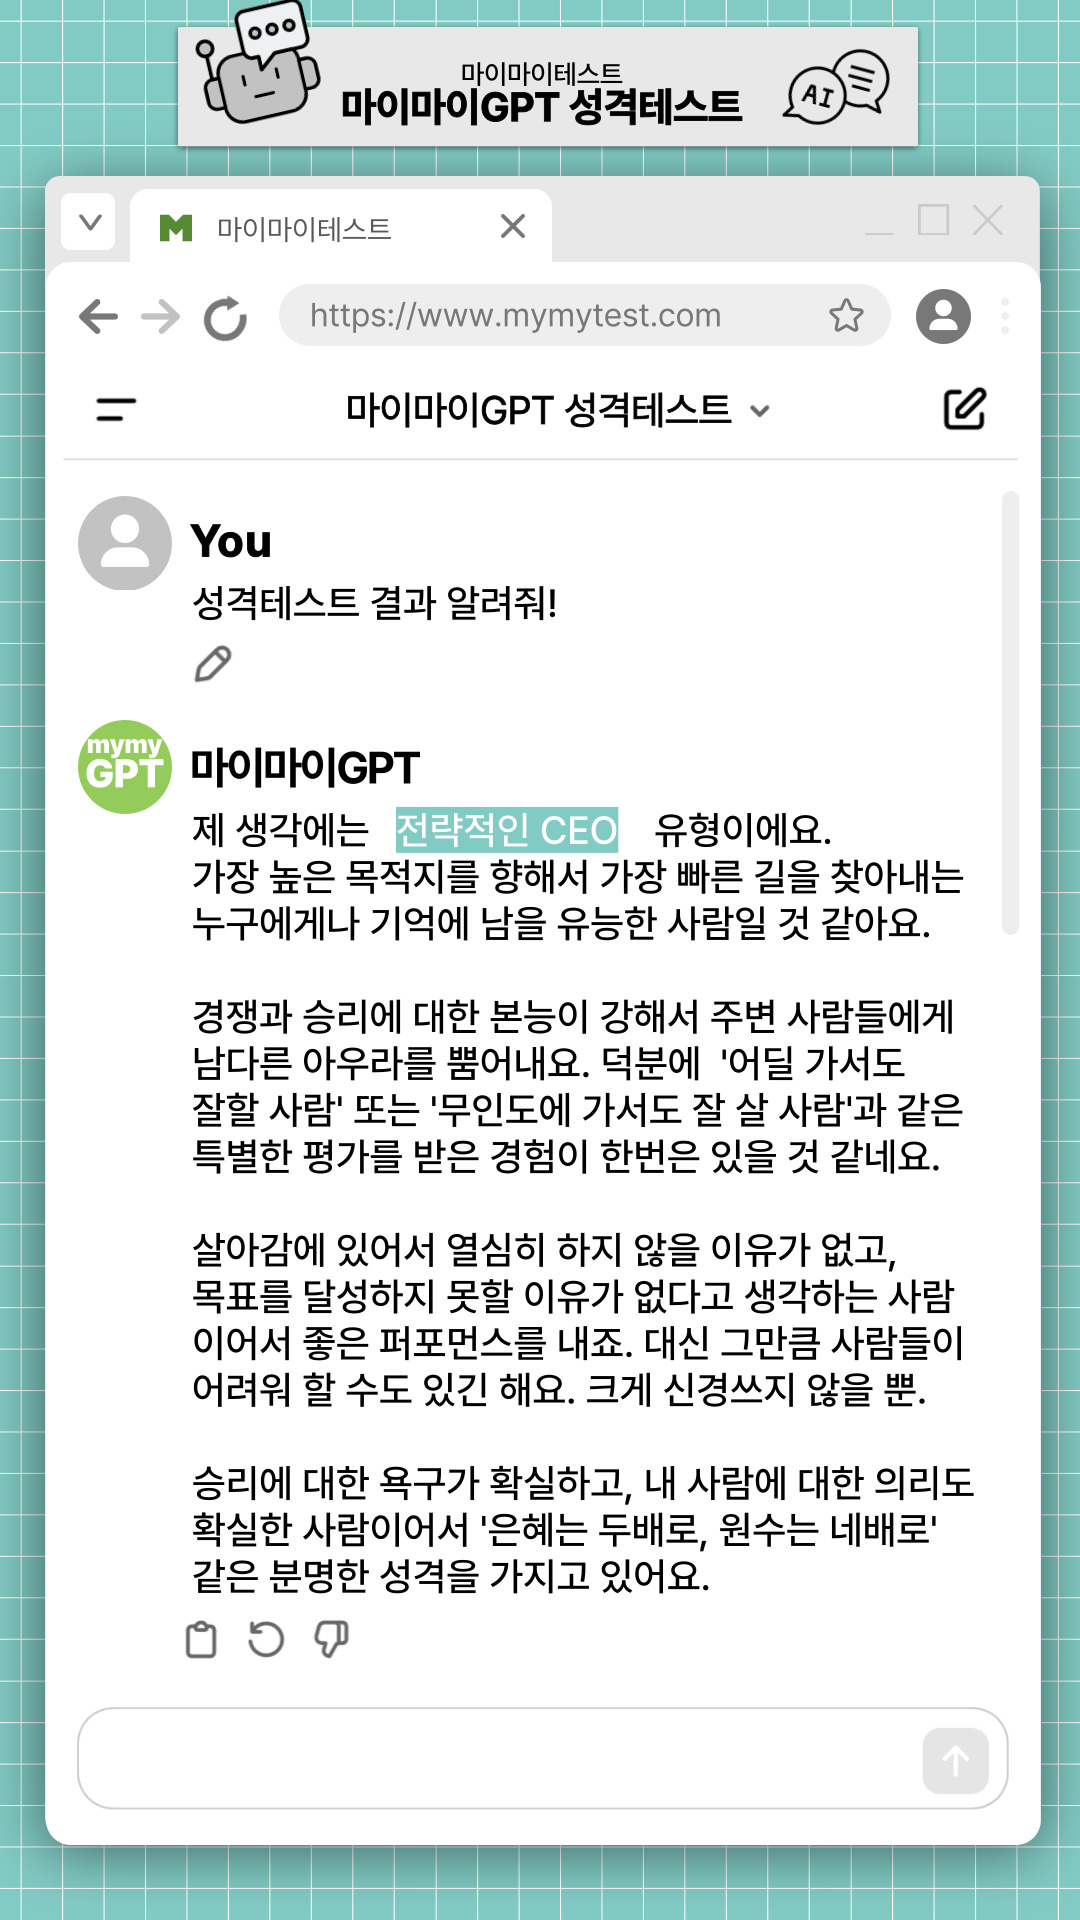 마이마이테스트
마이마이GPT 성격테스트
AI
마이마이테스트
https://www.mymytest.com
마이마이GPT 성격테스트
You
성격테스트 결과 알려줘!
mymy
GPT
마이마이GPT
제 생각에는 전략적인 CEO 유형이에요.
가장 높은 목적지를 향해서 가장 빠른 길을 찾아내는
누구에게나 기억에 남을 유능한 사람일 것 같아요.
경쟁과 승리에 대한 본능이 강해서 주변 사람들에게
남다른 아우라를 뿜어내요. 덕분에 '어딜 가서도
잘할 사람' 또는 '무인도에 가서도 잘 살 사람'과 같은
특별한 평가를 받은 경험이 한번은 있을 것 같네요.
살아감에 있어서 열심히 하지 않을 이유가 없고,
목표를 달성하지 못할 이유가 없다고 생각하는 사람
이어서 좋은 퍼포먼스를 내죠. 대신 그만큼 사람들이
어려워 할 수도 있긴 해요. 크게 신경쓰지 않을 뿐.
승리에 대한 욕구가 확실하고, 내 사람에 대한 의리도
확실한 사람이어서 '은혜는 두배로, 원수는 네배로'
같은 분명한 성격을 가지고 있어요.